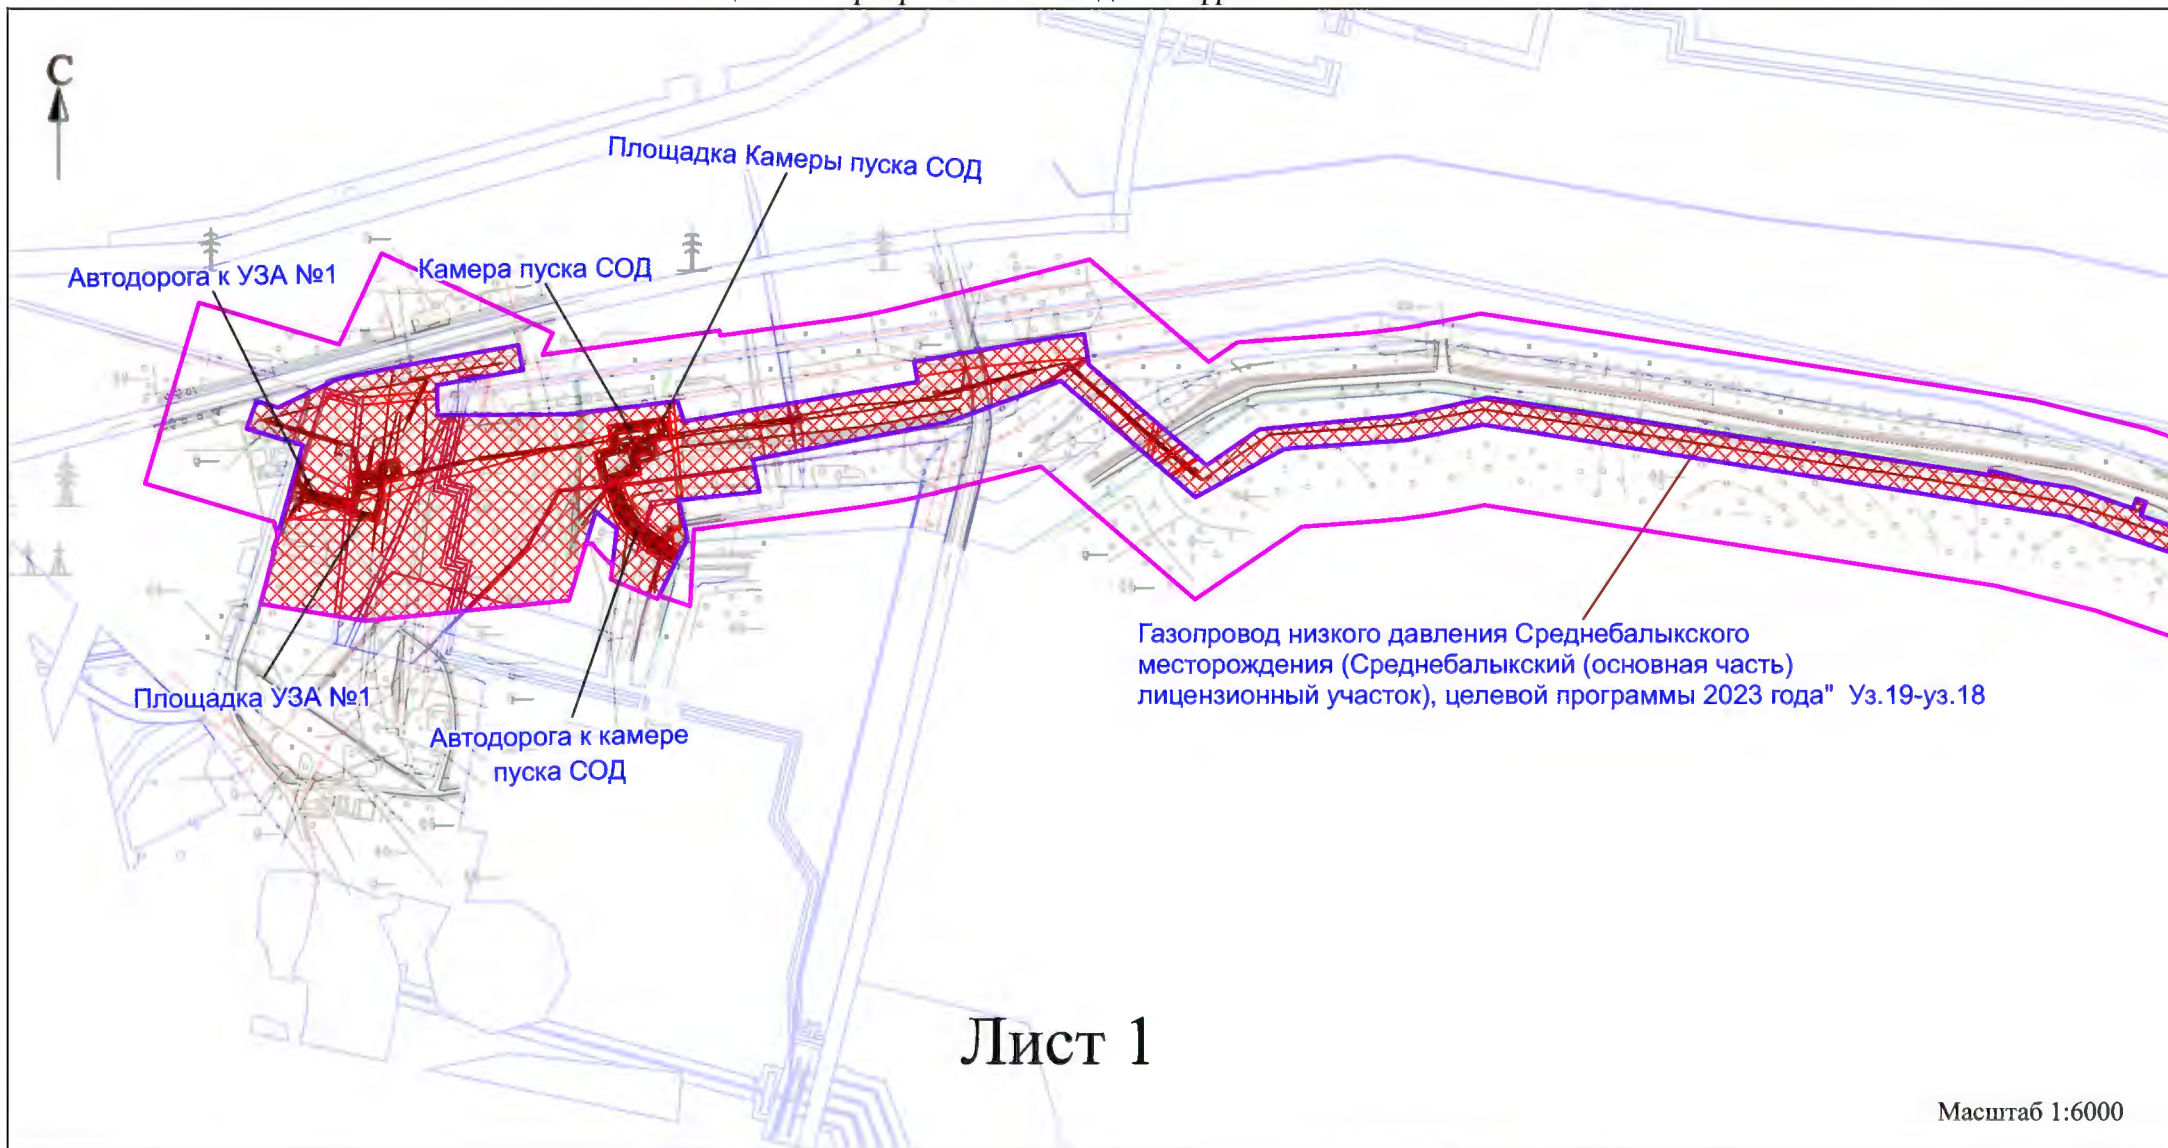 С
Площадка Камеры пуска СОД
Автодорога к УЗА №1
Камера пуска СОД
Газопровод низкого давления Среднебалыкского
месторождения (Среднебалыкский (основная часть)
лицензионный участок), целевой программы 2023 года" Уз.19-уз.18
Площадка УЗА №1
Автодорога к камере
пуска СОД
Лист 1
Масштаб 1:6000